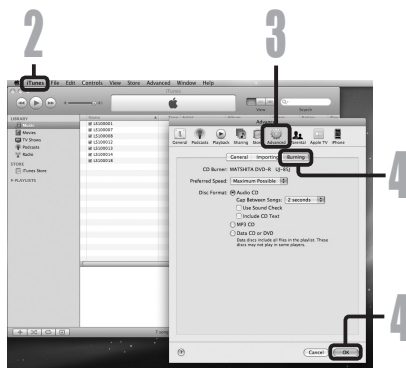 2
3
iTunes File Edit Controls View Store Advanced Window Help
iTunes
View
Search
Advanced
LIBRARY
Music
Movies
TV Shows
Podcasts
Radio
STORE
iTunes Store
PLAYLISTS
Name
LS100001
LS100007
LS100008
LS100012
LS100014
LS100018
General Podcasts Playback Sharing Store Advanced Parental Apple TV iPhone
General Importing Burning
4
CD Burner: MATSHITA DVD-R UJ-85J
Preferred Speed: Maximum Possible
Disc Format: Audio CD
Gap Between Songs: 2 seconds
Use Sound Check
Include CD Text
MP3 CD
Data CD or DVD
Data discs include all files in the playlist. These
discs may not play in some players.
4
? Cancel OK